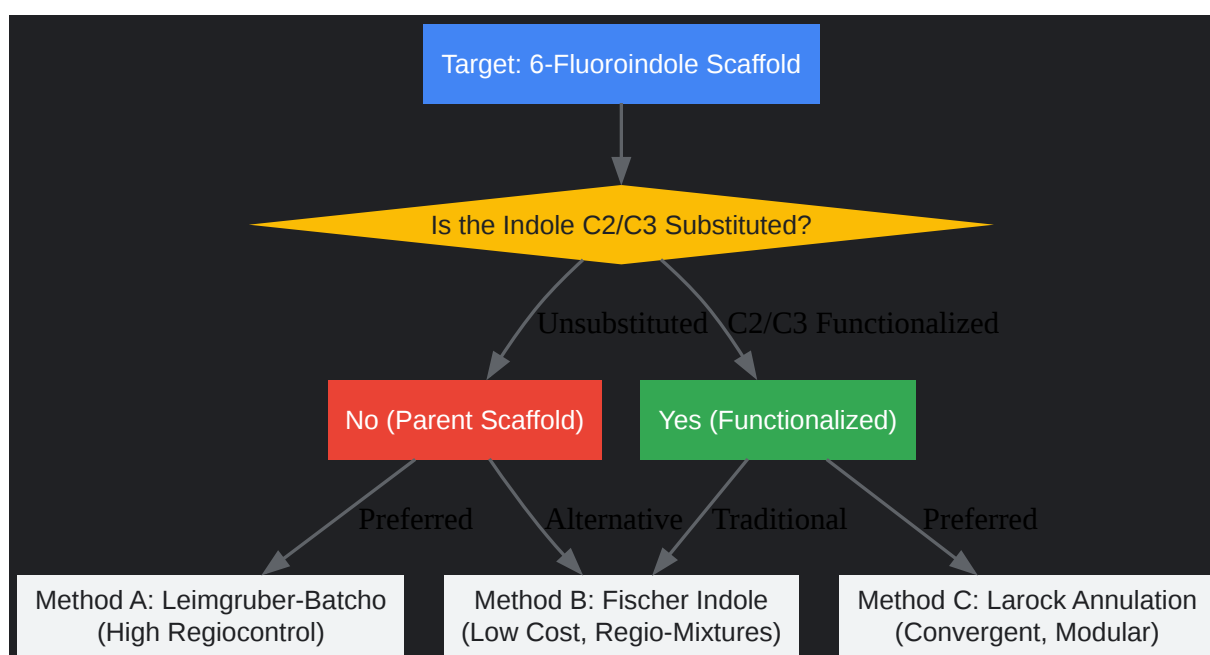 Target: 6-Fluoroindole Scaffold
Is the Indole C2/C3 Substituted?
Unsubstituted
C2/C3 Functionalized
No (Parent Scaffold)
Yes (Functionalized)
Preferred
Alternative
Traditional
Preferred
Method A: Leimgruber-Batcho
(High Regiocontrol)
Method B: Fischer Indole
(Low Cost, Regio-Mixtures)
Method C: Larock Annulation
(Convergent, Modular)